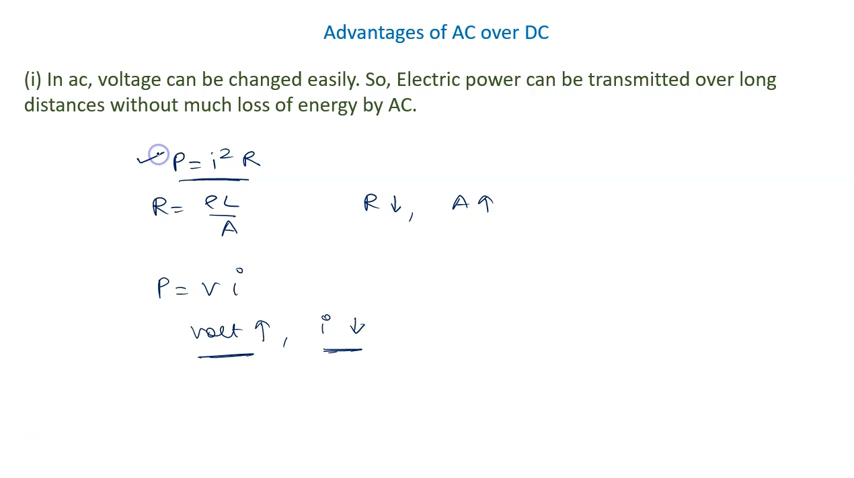 Advantages of AC over DC
(i) In ac, voltage can be changed easily. So, Electric power can be transmitted over long
distances without much loss of energy by AC.
✓ P = i² R
R = ρL/A R ↓, A ↑
P = v i
volt ↑, i ↓